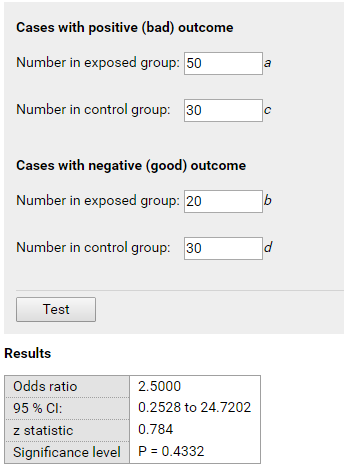 Cases with positive (bad) outcome
Number in exposed group: 50 a
Number in control group: 30 c
Cases with negative (good) outcome
Number in exposed group: 20 b
Number in control group: 30 d
Test
Results
Odds ratio 2.5000
95 % CI: 0.2528 to 24.7202
z statistic 0.784
Significance level P = 0.4332